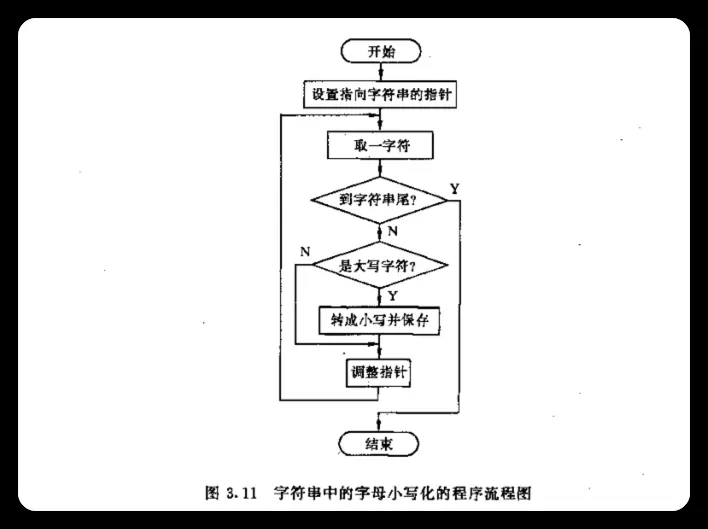 开始
设置指向字符串的指针
取一字符
到字符串尾?
Y
N
是大写字符?
N
Y
转成小写并保存
调整指针
结束
图 3.11 字符串中的字母小写化的程序流程图